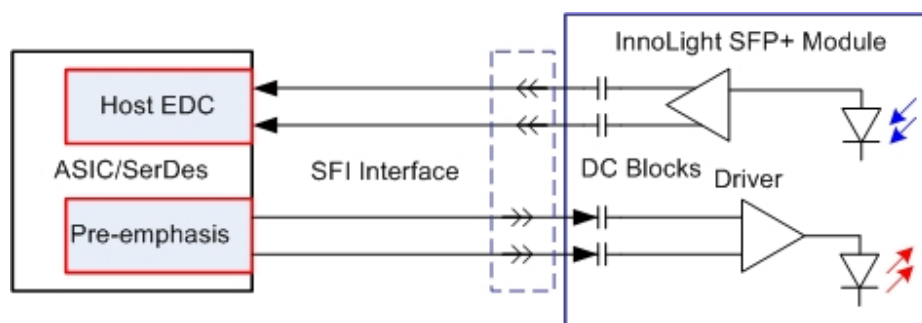 InnoLight SFP+ Module
Host EDC
ASIC/SerDes
SFI Interface
DC Blocks
Driver
Pre-emphasis